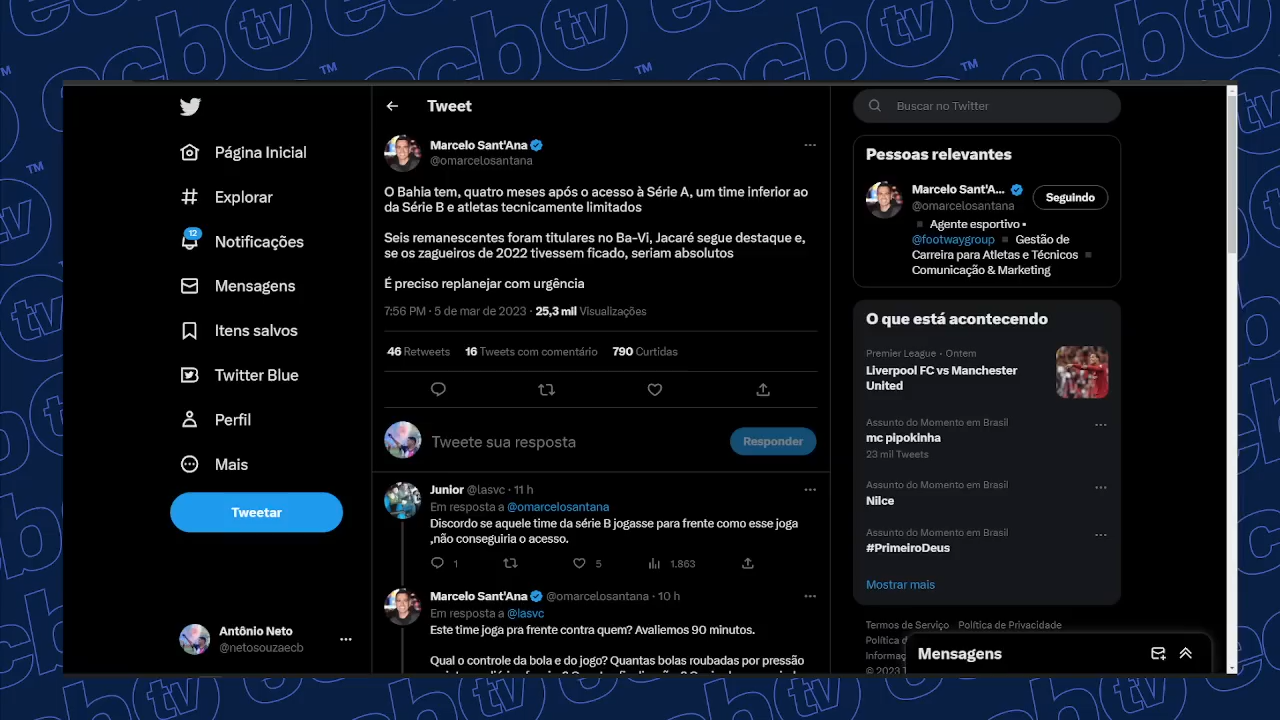 ecb tv
TM
Página Inicial
Explorar
12
Notificações
Mensagens
Itens salvos
Twitter Blue
Perfil
Mais
Tweetar
Antônio Neto
@netosouzaecb
Tweet
Marcelo Sant'Ana
@omarcelosantana
O Bahia tem, quatro meses após o acesso à Série A, um time inferior ao
da Série B e atletas tecnicamente limitados
Seis remanescentes foram titulares no Ba-Vi, Jacaré segue destaque e,
se os zagueiros de 2022 tivessem ficado, seriam absolutos
É preciso replanejar com urgência
7:56 PM · 5 de mar de 2023 · 25,3 mil Visualizações
46 Retweets 16 Tweets com comentário 790 Curtidas
Tweete sua resposta
Responder
Junior @lasvc · 11 h
Em resposta a @omarcelosantana
Discordo se aquele time da série B jogasse para frente como esse joga
,não conseguiria o acesso.
1 5 1.863
Marcelo Sant'Ana @omarcelosantana · 10 h
Em resposta a @lasvc
Este time joga pra frente contra quem? Avaliemos 90 minutos.
Qual o controle da bola e do jogo? Quantas bolas roubadas por pressão
Buscar no Twitter
Pessoas relevantes
Marcelo Sant'A...
@omarcelosantana
Seguindo
Agente esportivo •
@footwaygroup Gestão de
Carreira para Atletas e Técnicos
Comunicação & Marketing
O que está acontecendo
Premier League · Ontem
Liverpool FC vs Manchester
United
Assunto do Momento em Brasil
mc pipokinha
23 mil Tweets
Assunto do Momento em Brasil
Nilce
Assunto do Momento em Brasil
#PrimeiroDeus
Mostrar mais
Termos de Serviço Política de Privacidade
Política d
Informaç
© 2023
Mensagens